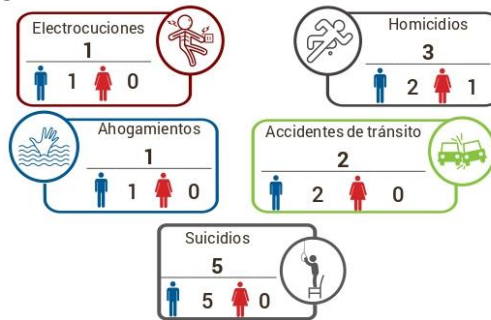 Electrocuciones
1
1 0
Homicidios
3
2 1
Ahogamientos
1
1 0
Accidentes de tránsito
2
2 0
Suicidios
5
5 0